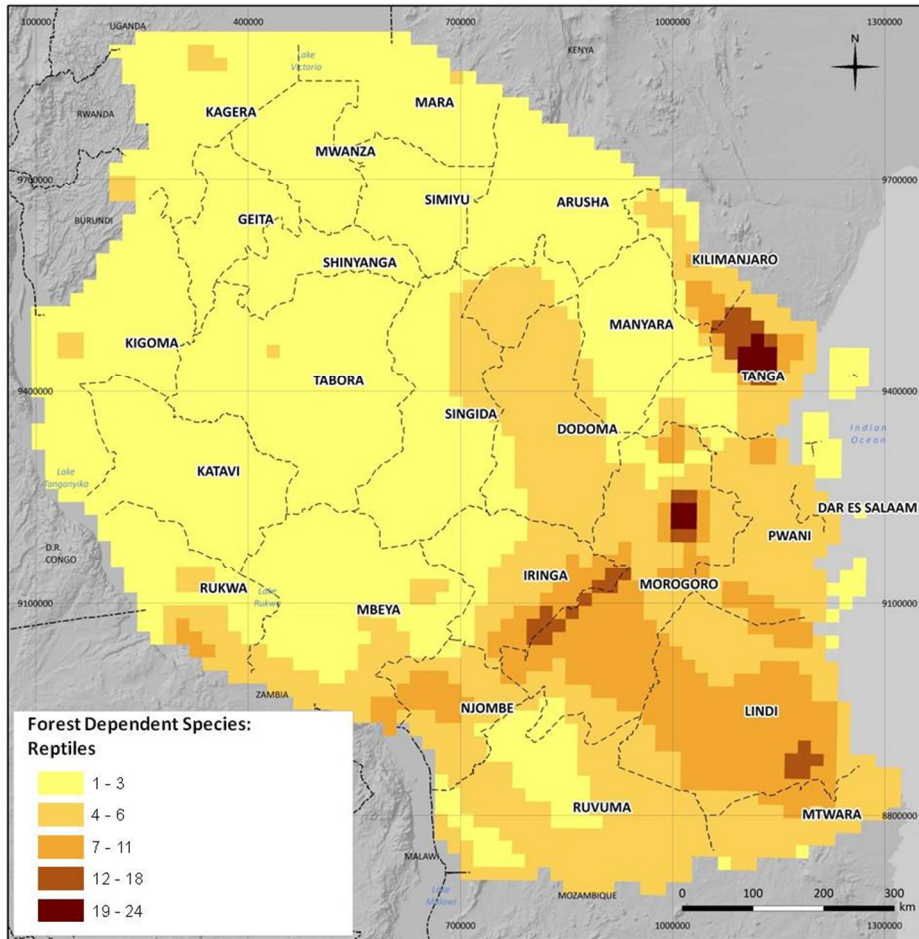 1000000 400000 700000 1000000 1300000
UGANDA
KENYA
N
Lake
Victoria
RWANDA
KAGERA
MARA
MWANZA
9700000
9700000
SIMIYU
ARUSHA
BURUNDI
GEITA
SHINYANGA
KILIMANJARO
MANYARA
KIGOMA
TABORA
TANGA
9400000
9400000
SINGIDA
DODOMA
Indian
Ocean
KATAVI
Lake
Tanganyika
DAR ES SALAAM
PWANI
D.R.
CONGO
IRINGA
MOROGORO
RUKWA
Lake
Rukwa
MBEYA
9100000
9100000
ZAMBIA
NJOMBE
LINDI
Forest Dependent Species:
Reptiles
1 - 3
4 - 6
7 - 11
12 - 18
19 - 24
RUVUMA
MTWARA
8800000
MALAWI
Lake
Malawi
MOZAMBIQUE
0 100 200 300
km
700000 1000000 1300000